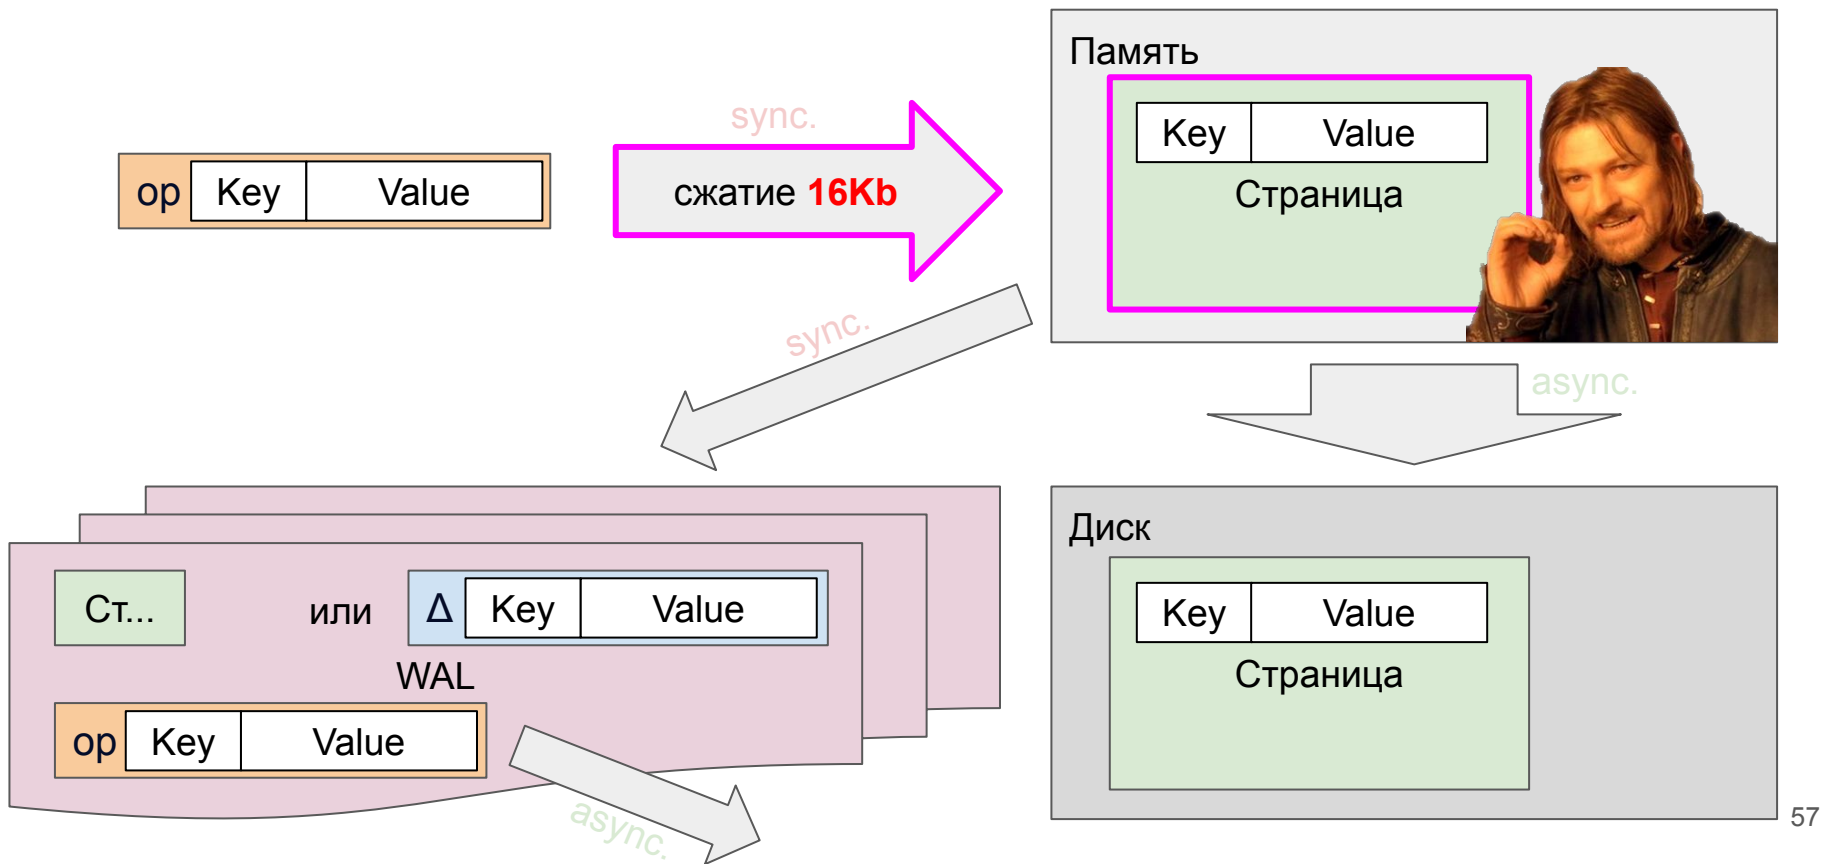 Память
sync.
Key Value
op Key Value
сжатие 16Kb
Страница
sync.
async.
Диск
Ст...
или
Δ Key Value
Key Value
WAL
Страница
op Key Value
async.
57